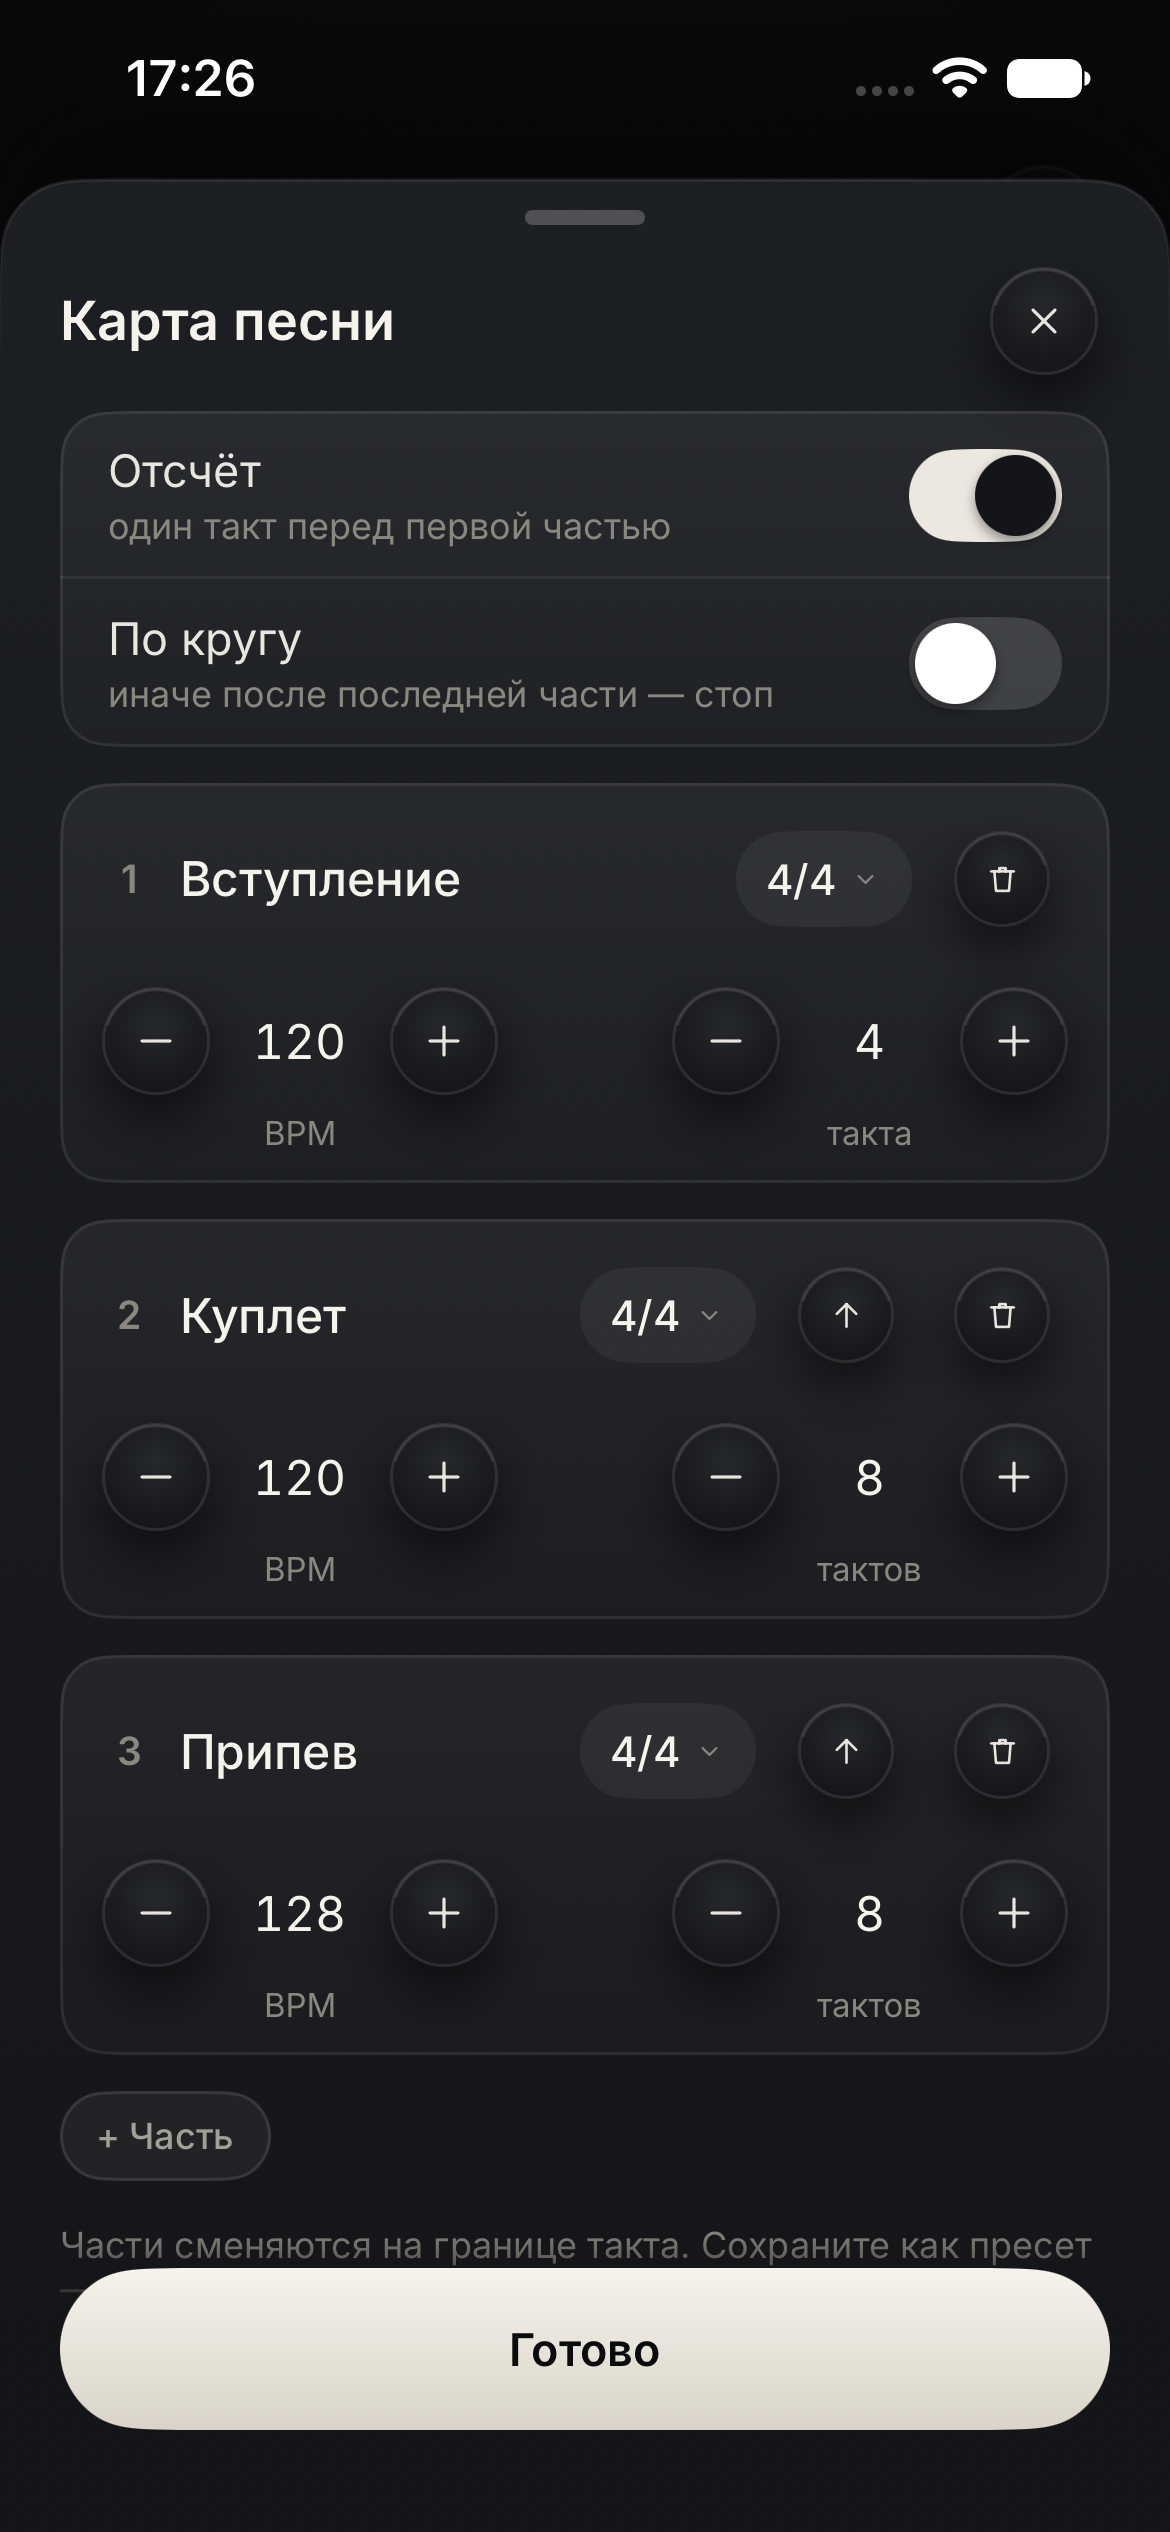 17:26
Карта песни
Отсчёт
один такт перед первой частью
По кругу
иначе после последней части — стоп
1 Вступление 4/4
120 4
BPM такта
2 Куплет 4/4
120 8
BPM тактов
3 Припев 4/4
128 8
BPM тактов
+ Часть
Части сменяются на границе такта. Сохраните как пресет
—
Готово